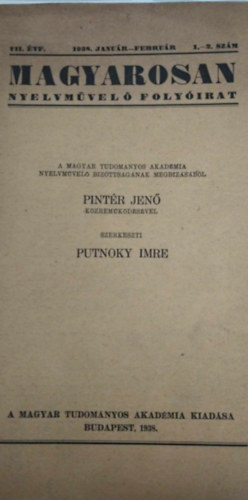 VII. ÉVF. 1938. JANUÁR-FEBRUÁR 1.-2. SZÁM
MAGYAROSAN
NYELVMŰVELŐ FOLYÓIRAT
A MAGYAR TUDOMÁNYOS AKADÉMIA
NYELVMŰVELŐ BIZOTTSÁGÁNAK MEGBIZÁSÁBÓL
PINTÉR JENŐ
KÖZREMŰKÖDÉSÉVEL
SZERKESZTI
PUTNOKY IMRE
A MAGYAR TUDOMÁNYOS AKADÉMIA KIADÁSA
BUDAPEST, 1938.